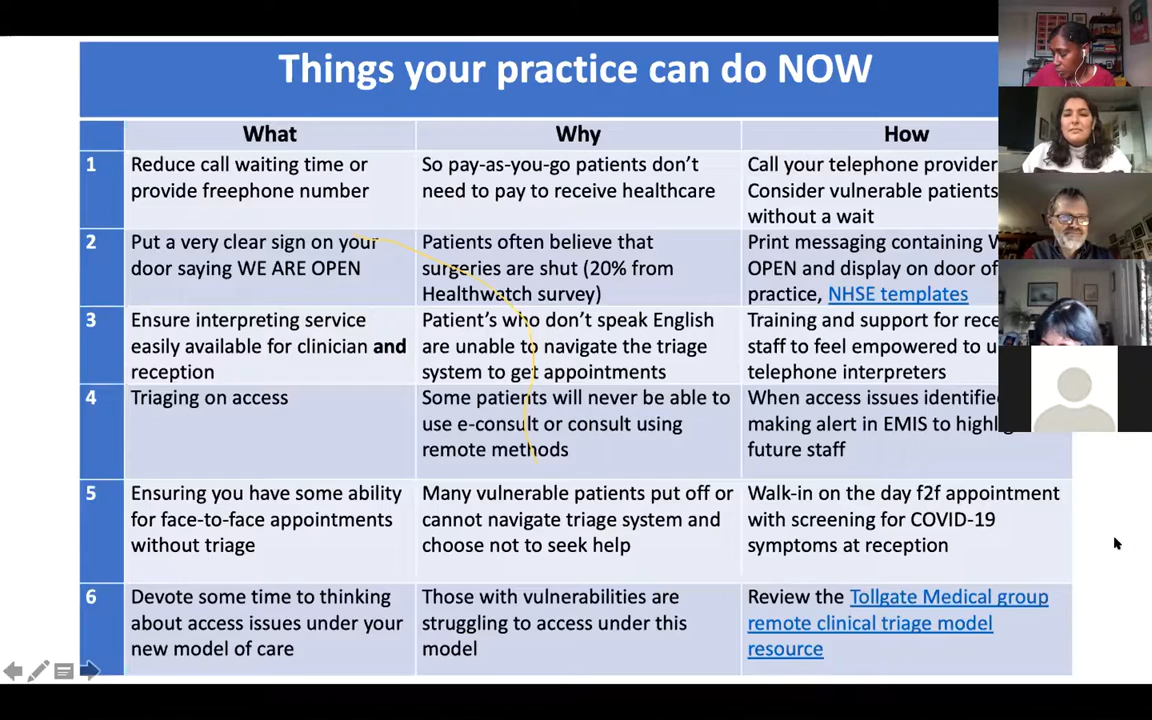 Things your practice can do NOW
What Why How
1 Reduce call waiting time or
provide freephone number
So pay-as-you-go patients don't
need to pay to receive healthcare
Call your telephone provider
Consider vulnerable patients
without a wait
2 Put a very clear sign on your
door saying WE ARE OPEN
Patients often believe that
surgeries are shut (20% from
Healthwatch survey)
Print messaging containing
OPEN and display on door of
practice, NHSE templates
3 Ensure interpreting service
easily available for clinician and
reception
Patient's who don't speak English
are unable to navigate the triage
system to get appointments
Training and support for
staff to feel empowered to
telephone interpreters
4 Triaging on access
Some patients will never be able to
use e-consult or consult using
remote methods
When access issues
making alert in EMIS to
future staff
5 Ensuring you have some ability
for face-to-face appointments
without triage
Many vulnerable patients put off or
cannot navigate triage system and
choose not to seek help
Walk-in on the day f2f appointment
with screening for COVID-19
symptoms at reception
6 Devote some time to thinking
about access issues under your
new model of care
Those with vulnerabilities are
struggling to access under this
model
Review the Tollgate Medical group
remote clinical triage model
resource